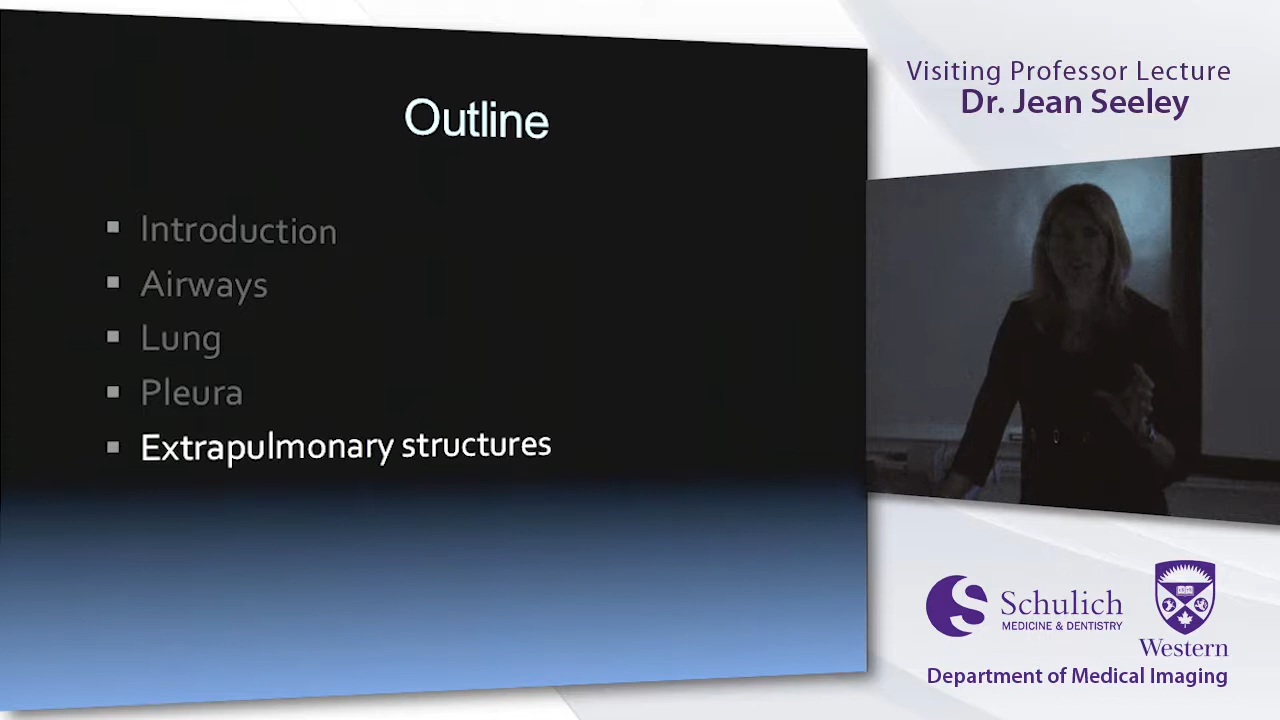 Outline
Introduction
Airways
Lung
Pleura
Extrapulmonary structures
Visiting Professor Lecture
Dr. Jean Seeley
Schulich
MEDICINE & DENTISTRY
Western
Department of Medical Imaging